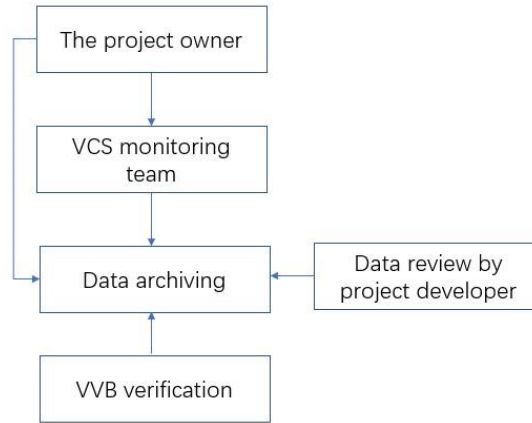 The project owner
VCS monitoring
team
Data archiving
Data review by
project developer
VVB verification